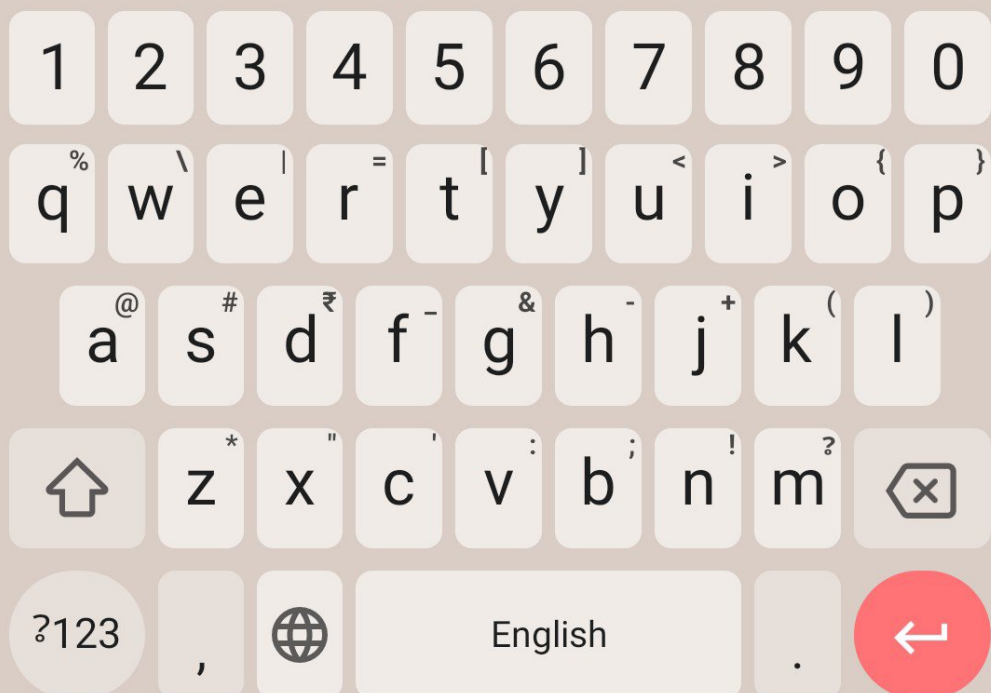 1 2 3 4 5 6 7 8 9 0
q % w \ e | r = t [ y ] u < i > o { p }
a @ s # d ₹ f _ g & h - j + k ( l )
z * x " c ' v : b ; n ! m ?
?123 , English .